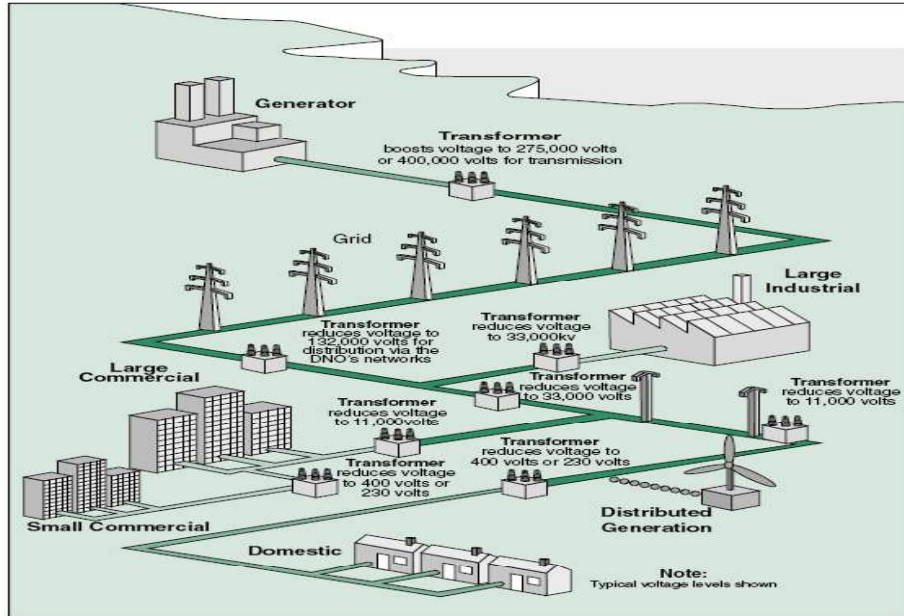 Generator
Transformer
boosts voltage to 275,000 volts
or 400,000 volts for transmission
Grid
Large
Industrial
Transformer
reduces voltage to
132,000 volts for
distribution via the
DNO's networks
Transformer
reduces voltage
to 33,000kv
Large
Commercial
Transformer
reduces voltage
to 33,000 volts
Transformer
reduces voltage
to 11,000 volts
Transformer
reduces voltage
to 11,000volts
Transformer
reduces voltage to
400 volts or 230 volts
Transformer
reduces voltage
to 400 volts or
230 volts
Small Commercial
Distributed
Generation
Domestic
Note:
Typical voltage levels shown